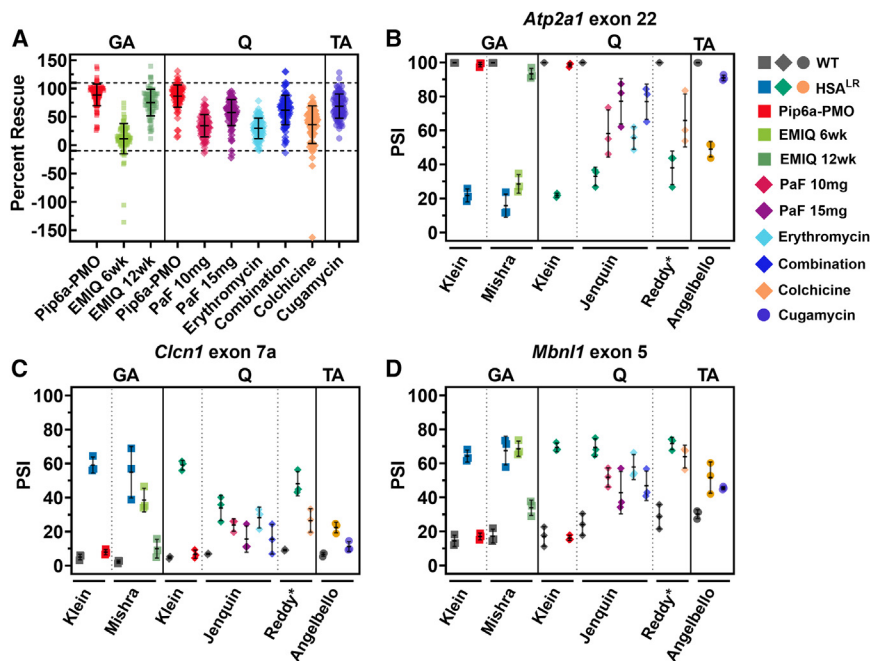 A
GA
Q
TA
Percent Rescue
150
100
50
0
-50
-100
-150
Pip6a-PMO
EMIQ 6wk
EMIQ 12wk
Pip6a-PMO
PaF 10mg
PaF 15mg
Erythromycin
Combination
Colchicine
Cugamycin
B
Atp2a1 exon 22
GA
Q
TA
PSI
100
80
60
40
20
0
Klein
Mishra
Klein
Jenquin
Reddy*
Angelbello
WT
HSALR
Pip6a-PMO
EMIQ 6wk
EMIQ 12wk
PaF 10mg
PaF 15mg
Erythromycin
Combination
Colchicine
Cugamycin
C
Clcn1 exon 7a
GA
Q
TA
PSI
100
80
60
40
20
0
Klein
Mishra
Klein
Jenquin
Reddy*
Angelbello
D
Mbnl1 exon 5
GA
Q
TA
PSI
100
80
60
40
20
0
Klein
Mishra
Klein
Jenquin
Reddy*
Angelbello